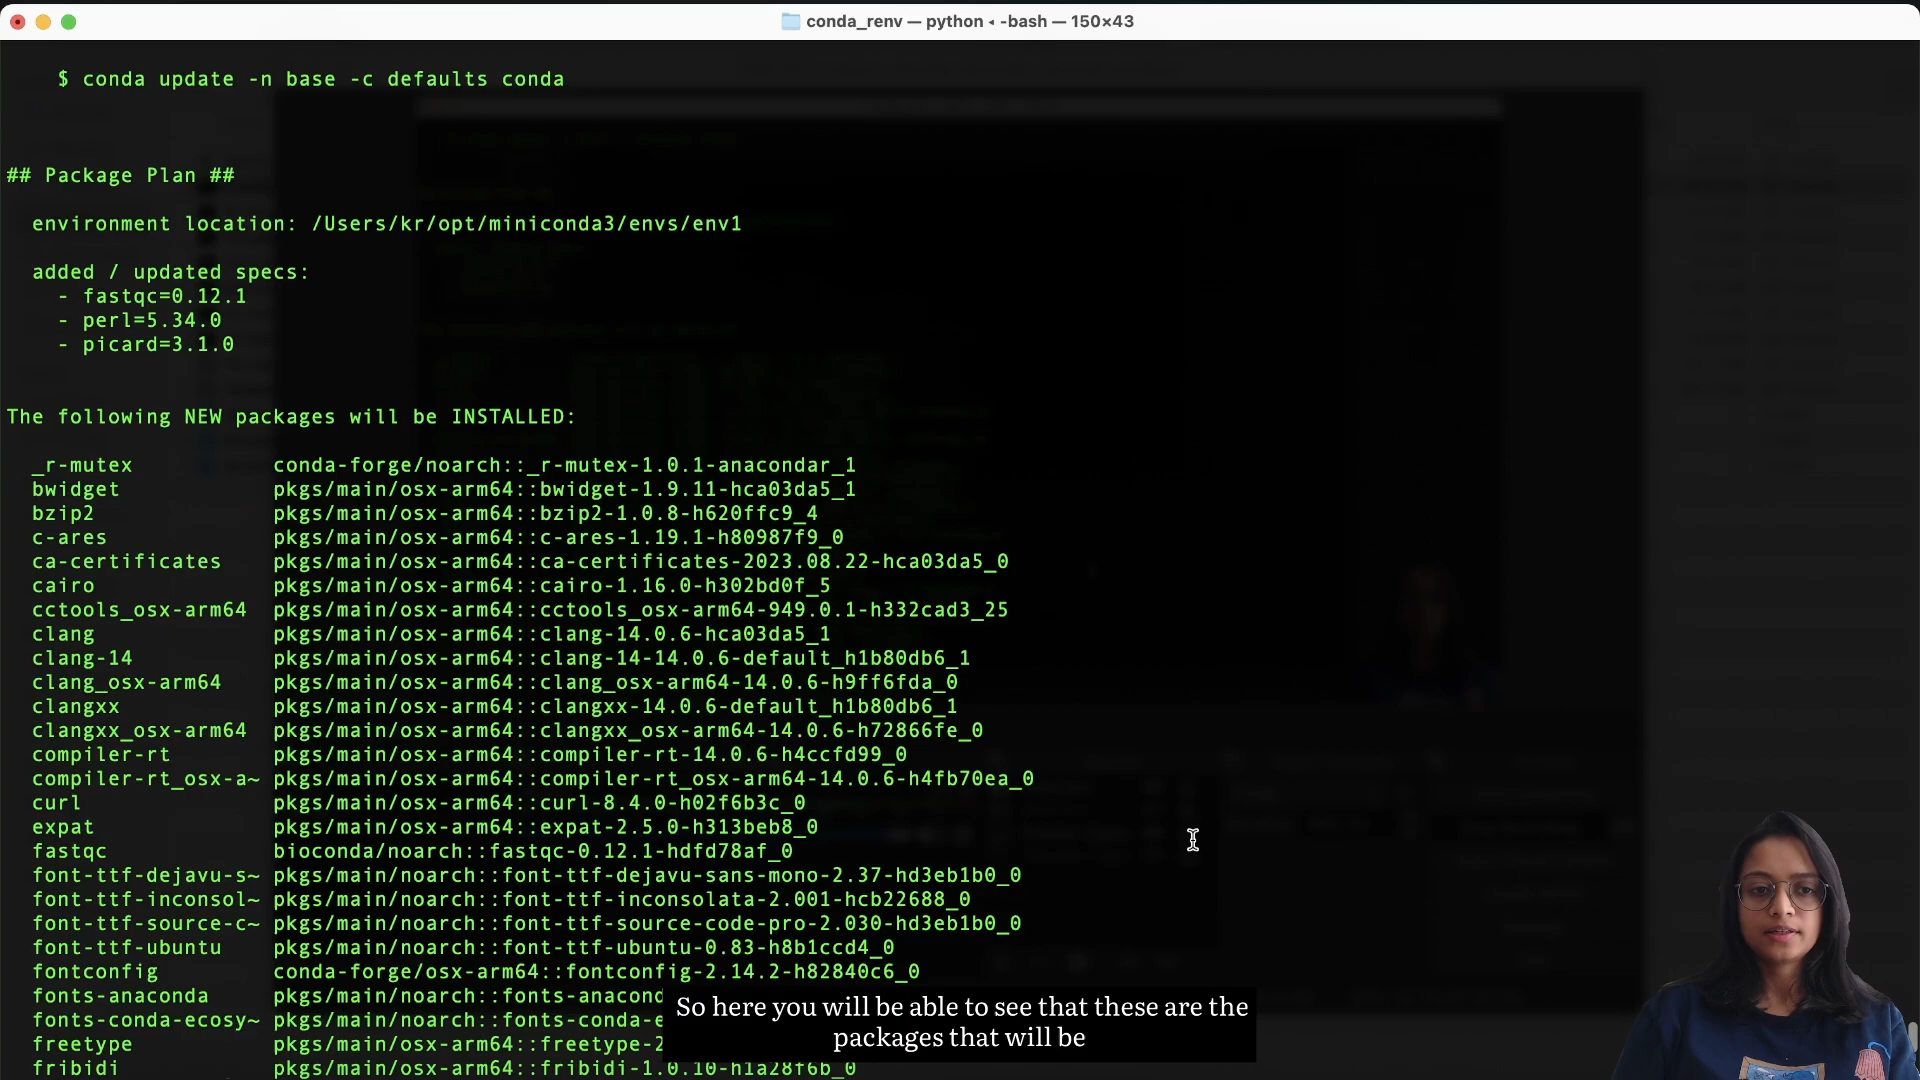 conda_renv — python ◂ -bash — 150×43
$ conda update -n base -c defaults conda
## Package Plan ##
environment location: /Users/kr/opt/miniconda3/envs/env1
added / updated specs:
- fastqc=0.12.1
- perl=5.34.0
- picard=3.1.0
The following NEW packages will be INSTALLED:
_r-mutex conda-forge/noarch::_r-mutex-1.0.1-anacondar_1
bwidget pkgs/main/osx-arm64::bwidget-1.9.11-hca03da5_1
bzip2 pkgs/main/osx-arm64::bzip2-1.0.8-h620ffc9_4
c-ares pkgs/main/osx-arm64::c-ares-1.19.1-h80987f9_0
ca-certificates pkgs/main/osx-arm64::ca-certificates-2023.08.22-hca03da5_0
cairo pkgs/main/osx-arm64::cairo-1.16.0-h302bd0f_5
cctools_osx-arm64 pkgs/main/osx-arm64::cctools_osx-arm64-949.0.1-h332cad3_25
clang pkgs/main/osx-arm64::clang-14.0.6-hca03da5_1
clang-14 pkgs/main/osx-arm64::clang-14-14.0.6-default_h1b80db6_1
clang_osx-arm64 pkgs/main/osx-arm64::clang_osx-arm64-14.0.6-h9ff6fda_0
clangxx pkgs/main/osx-arm64::clangxx-14.0.6-default_h1b80db6_1
clangxx_osx-arm64 pkgs/main/osx-arm64::clangxx_osx-arm64-14.0.6-h72866fe_0
compiler-rt pkgs/main/osx-arm64::compiler-rt-14.0.6-h4ccfd99_0
compiler-rt_osx-a~ pkgs/main/osx-arm64::compiler-rt_osx-arm64-14.0.6-h4fb70ea_0
curl pkgs/main/osx-arm64::curl-8.4.0-h02f6b3c_0
expat pkgs/main/osx-arm64::expat-2.5.0-h313beb8_0
fastqc bioconda/noarch::fastqc-0.12.1-hdfd78af_0
font-ttf-dejavu-s~ pkgs/main/noarch::font-ttf-dejavu-sans-mono-2.37-hd3eb1b0_0
font-ttf-inconsol~ pkgs/main/noarch::font-ttf-inconsolata-2.001-hcb22688_0
font-ttf-source-c~ pkgs/main/noarch::font-ttf-source-code-pro-2.030-hd3eb1b0_0
font-ttf-ubuntu pkgs/main/noarch::font-ttf-ubuntu-0.83-h8b1ccd4_0
fontconfig conda-forge/osx-arm64::fontconfig-2.14.2-h82840c6_0
fonts-anaconda pkgs/main/noarch::fonts-anacond
fonts-conda-ecosy~ pkgs/main/noarch::fonts-conda-e
freetype pkgs/main/osx-arm64::freetype-2
fribidi pkgs/main/osx-arm64::fribidi-1.0.10-h1a28f6b_0
So here you will be able to see that these are the
packages that will be